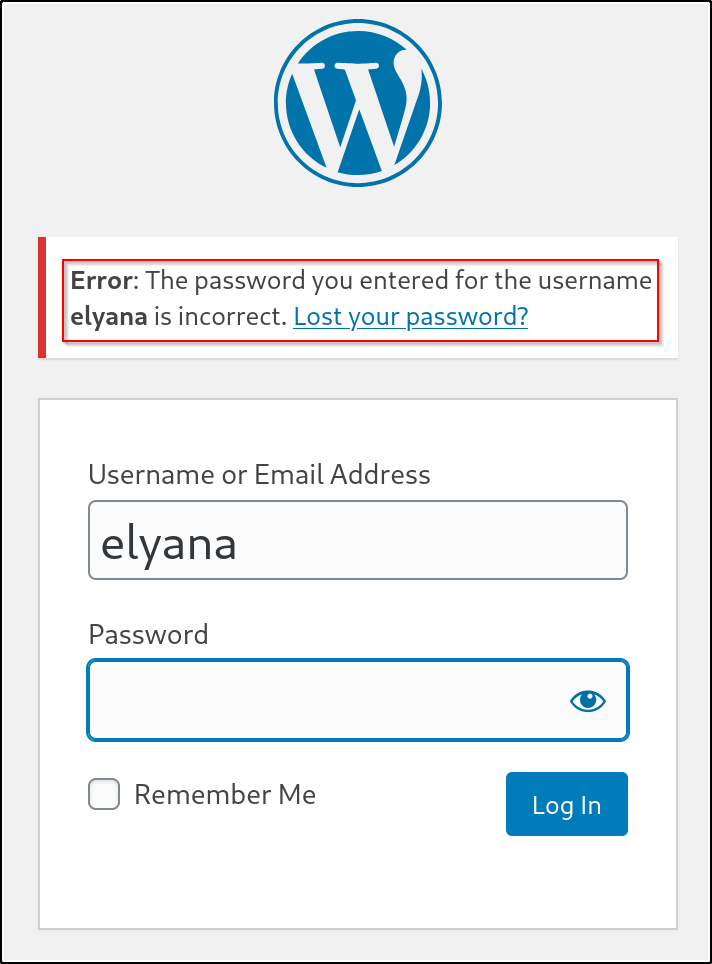 Error: The password you entered for the username
elyana is incorrect. Lost your password?
Username or Email Address
elyana
Password
Remember Me
Log In